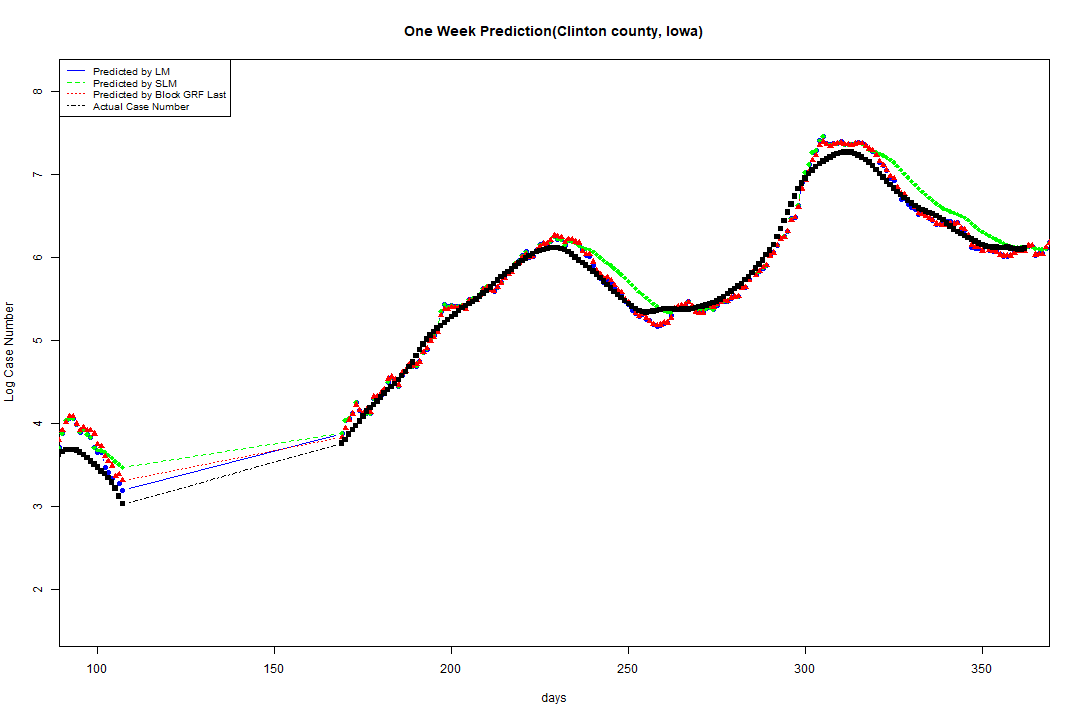 One Week Prediction(Clinton county, Iowa)
Predicted by LM
Predicted by SLM
Predicted by Block GRF Last
Actual Case Number
Log Case Number
8
7
6
5
4
3
2
100 150 200 250 300 350
days